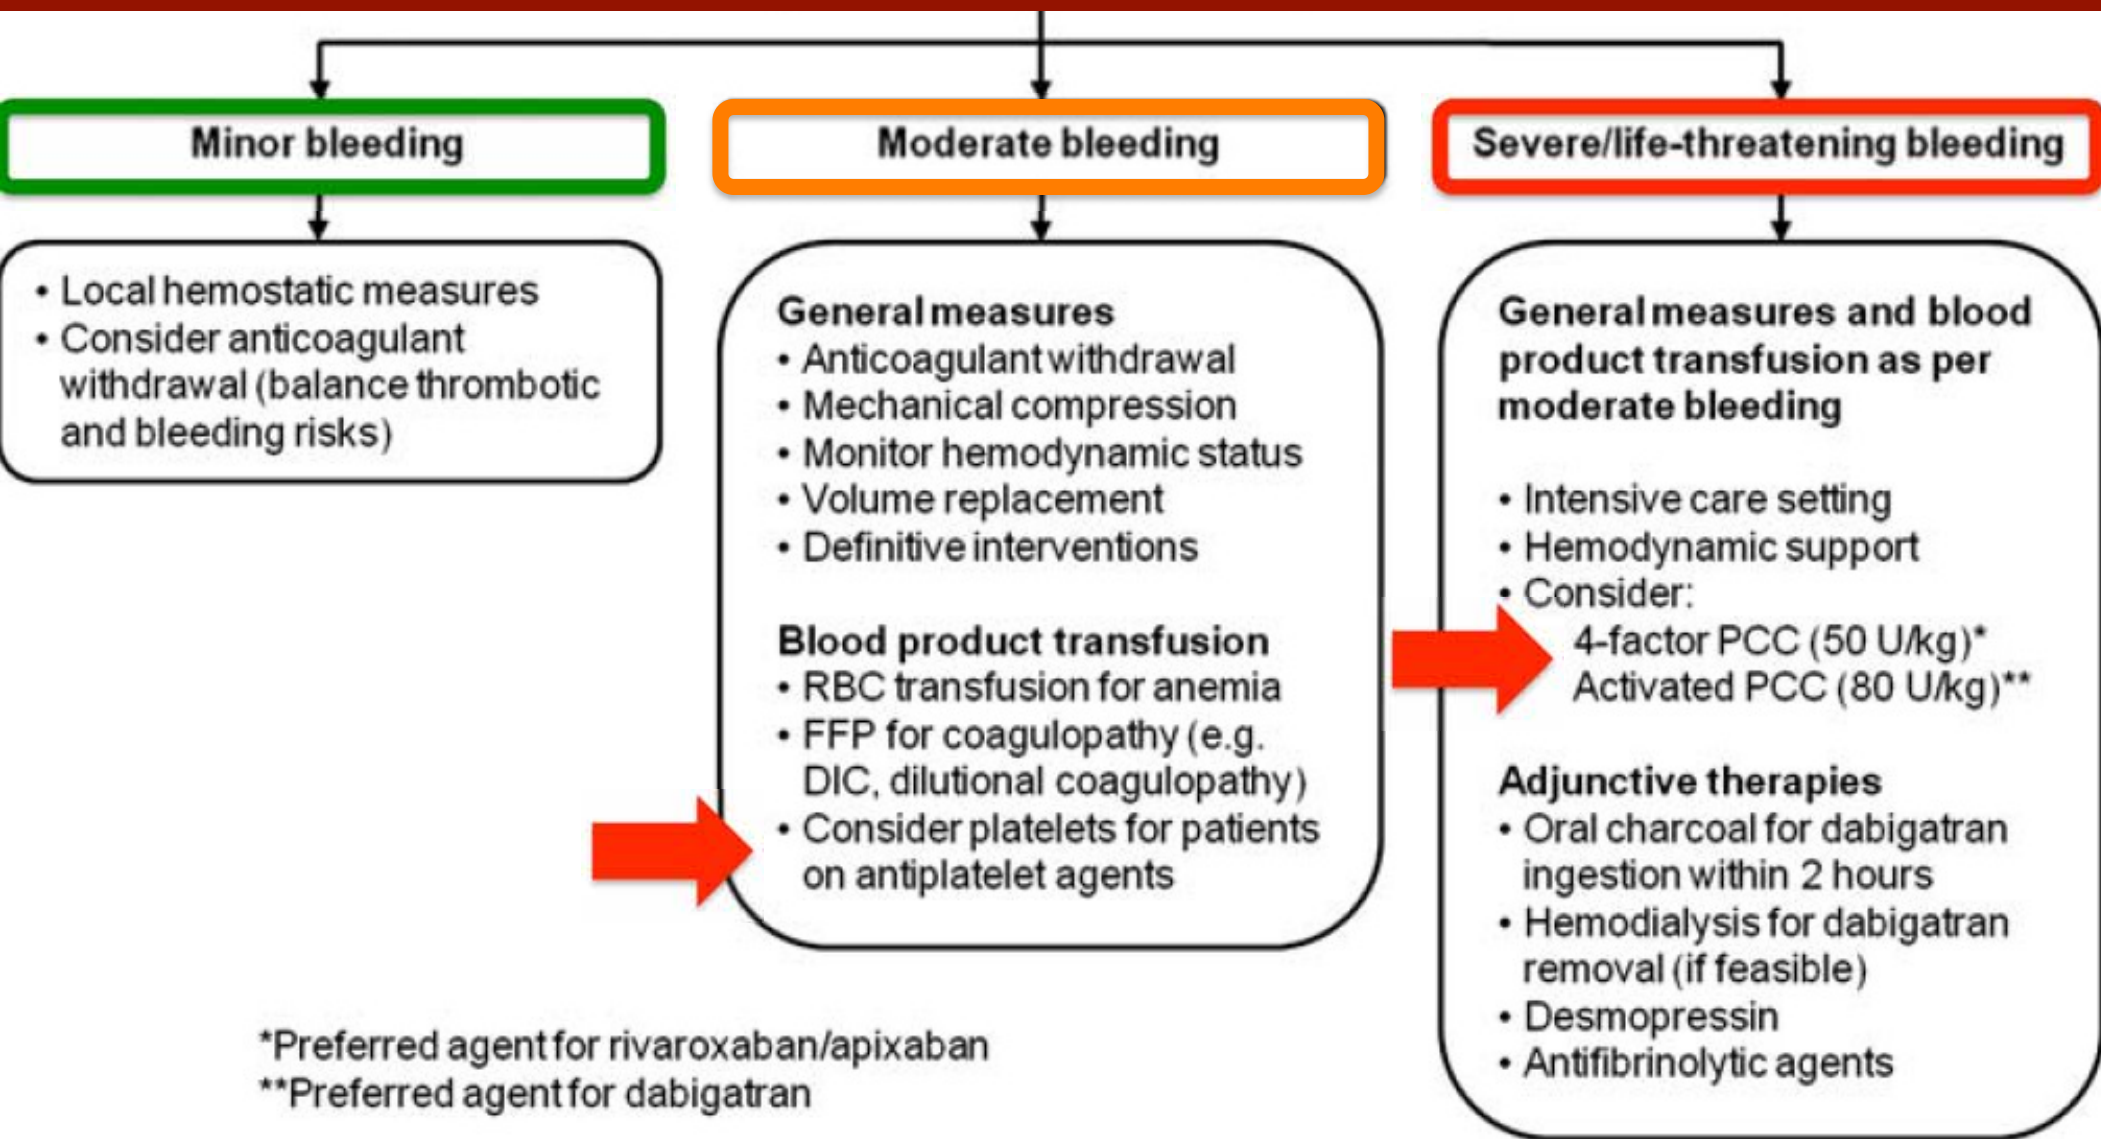 Minor bleeding
• Local hemostatic measures
• Consider anticoagulant
withdrawal (balance thrombotic
and bleeding risks)
Moderate bleeding
General measures
• Anticoagulant withdrawal
• Mechanical compression
• Monitor hemodynamic status
• Volume replacement
• Definitive interventions
Blood product transfusion
• RBC transfusion for anemia
• FFP for coagulopathy (e.g.
DIC, dilutional coagulopathy)
• Consider platelets for patients
on antiplatelet agents
Severe/life-threatening bleeding
General measures and blood
product transfusion as per
moderate bleeding
• Intensive care setting
• Hemodynamic support
• Consider:
4-factor PCC (50 U/kg)*
Activated PCC (80 U/kg)**
Adjunctive therapies
• Oral charcoal for dabigatran
ingestion within 2 hours
• Hemodialysis for dabigatran
removal (if feasible)
• Desmopressin
• Antifibrinolytic agents
*Preferred agent for rivaroxaban/apixaban
**Preferred agent for dabigatran